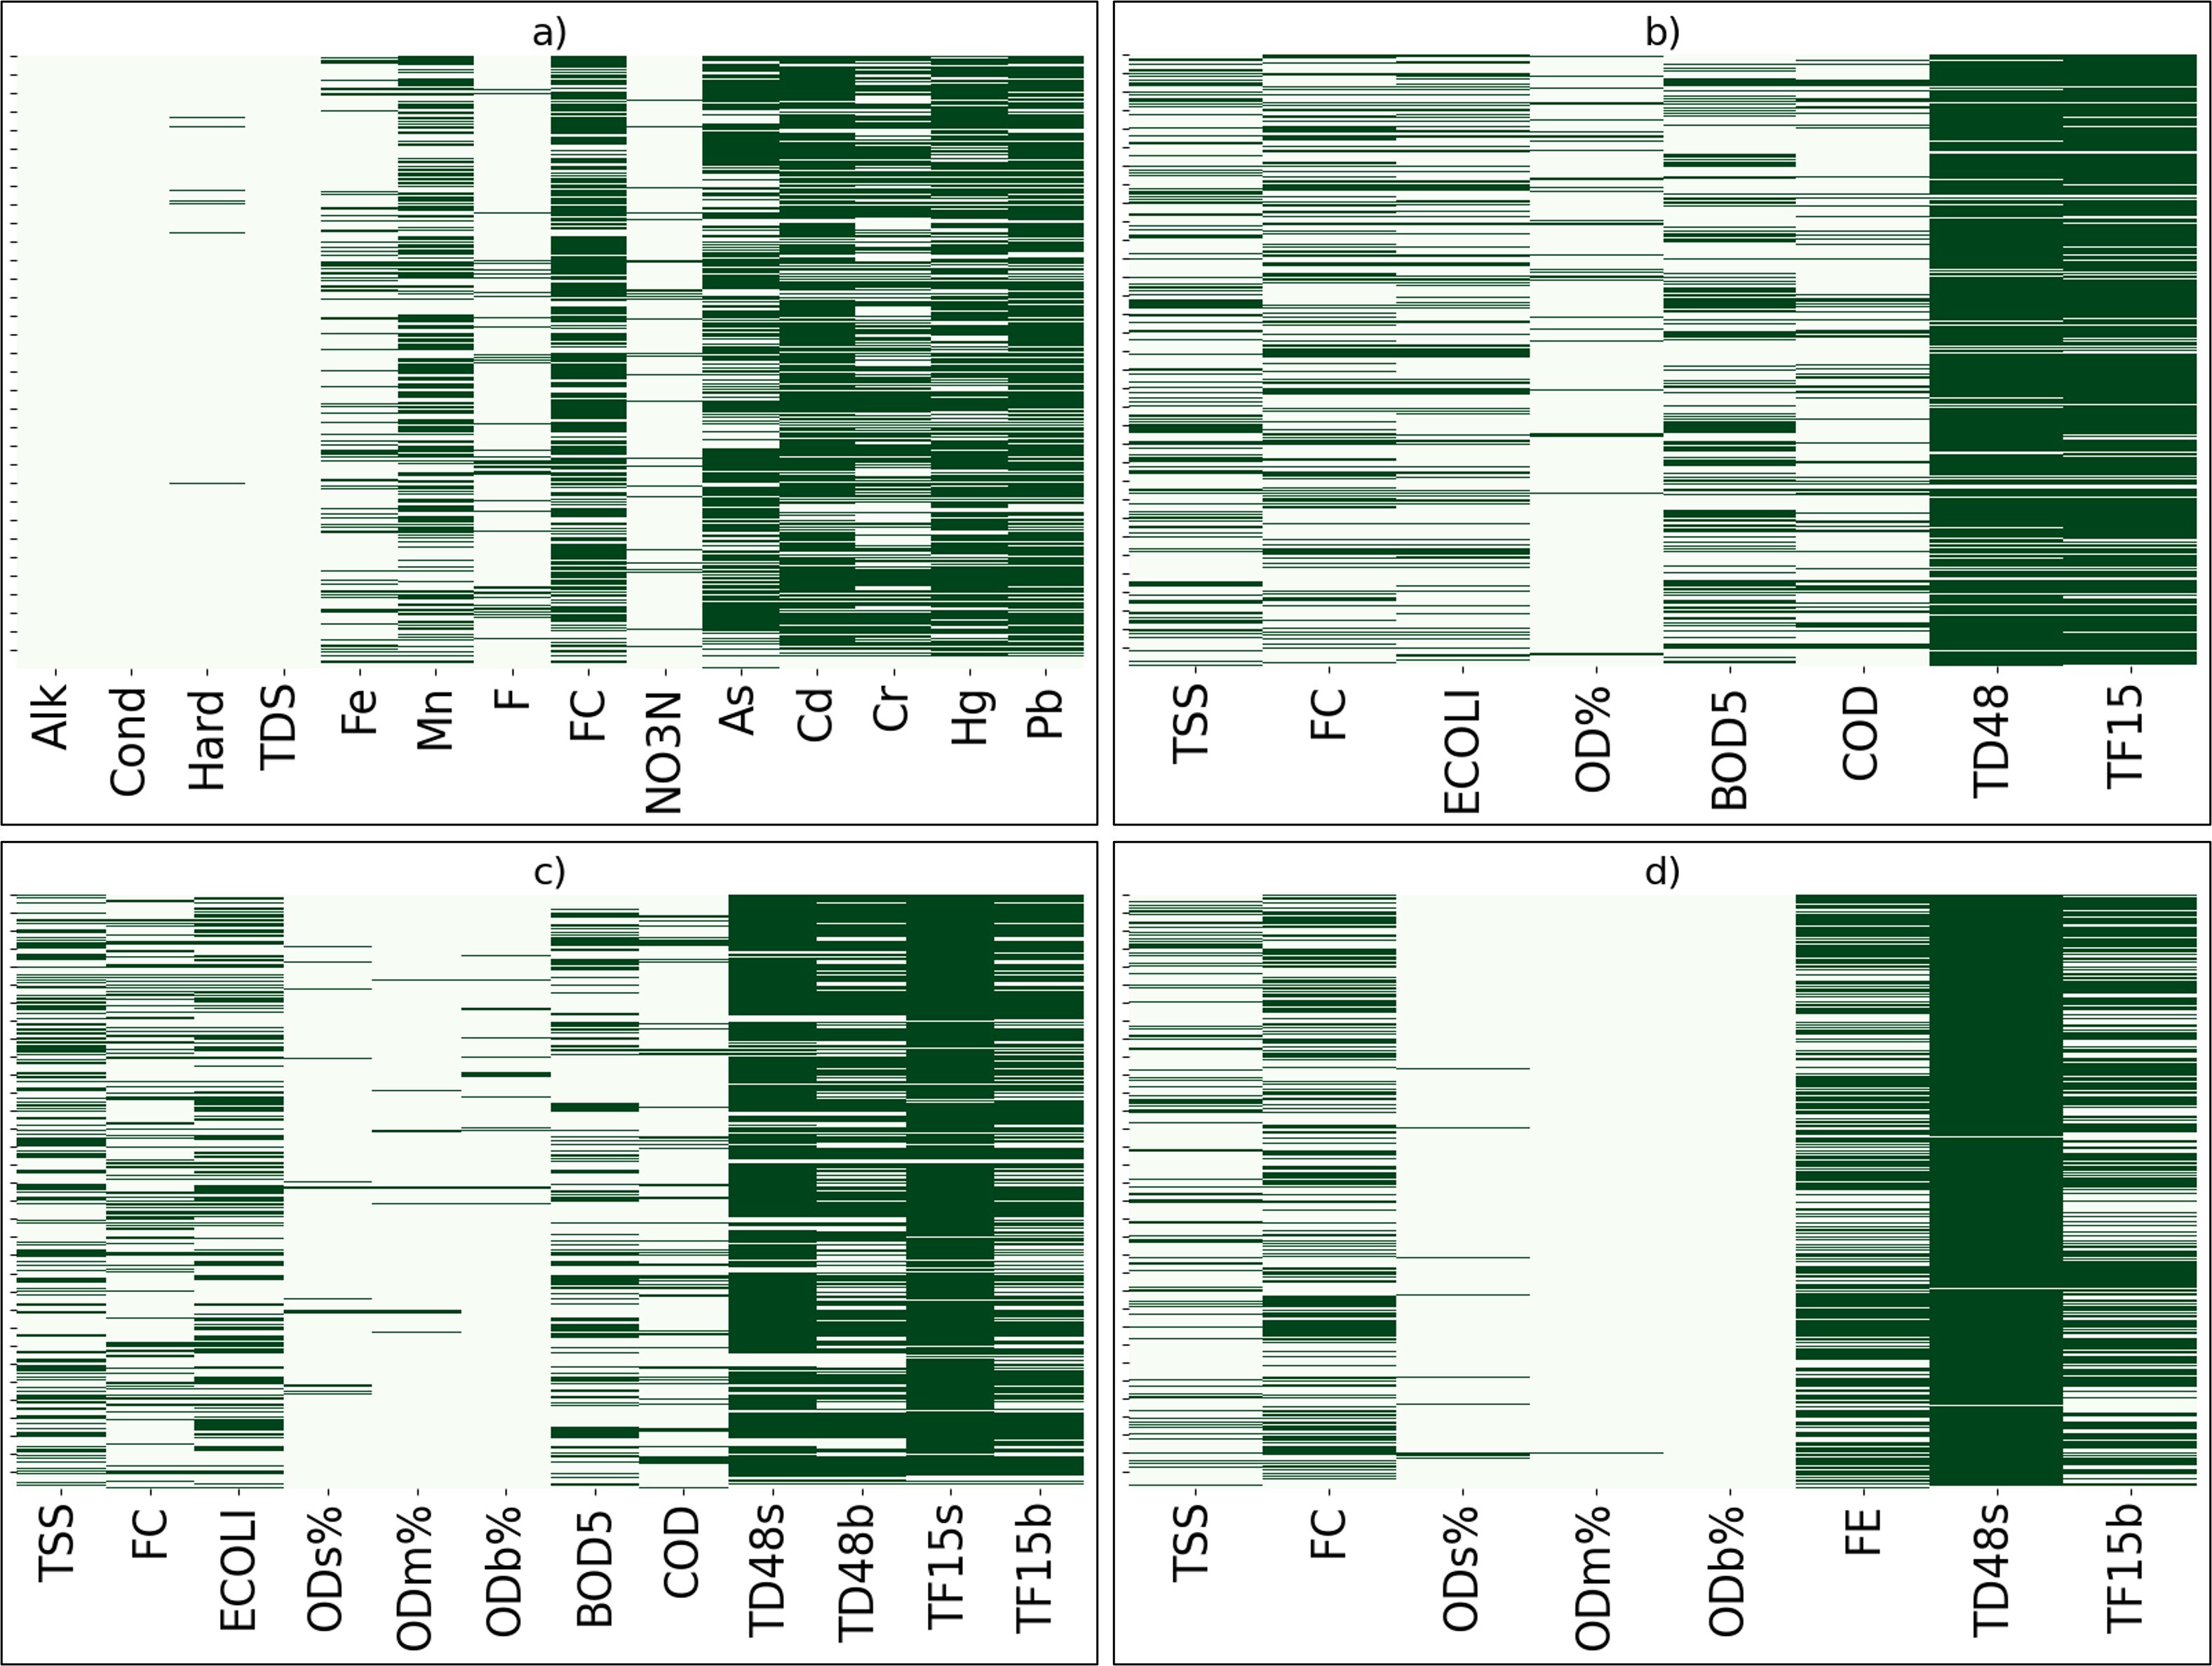 a)
Alk Cond Hard TDS Fe Mn F FC NO3N As Cd Cr Hg Pb
b)
TSS FC ECOLI OD% BOD5 COD TD48 TF15
c)
TSS FC ECOLI ODs% ODm% ODb% BOD5 COD TD48s TD48b TF15s TF15b
d)
TSS FC ODs% ODm% ODb% FE TD48s TF15b